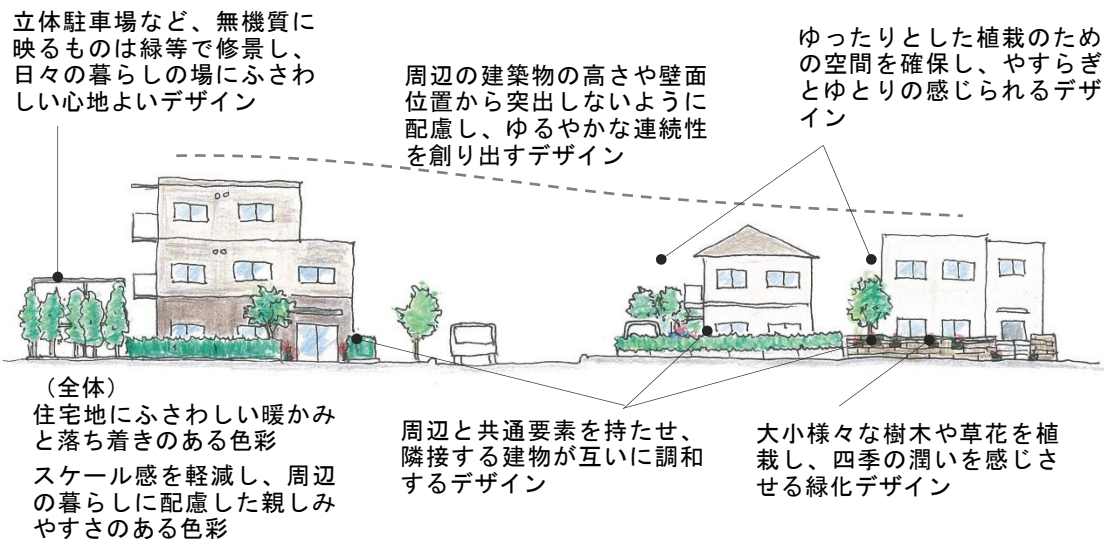 立体駐車場など、無機質に
映るものは緑等で修景し、
日々の暮らしの場にふさわ
しい心地よいデザイン
周辺の建築物の高さや壁面
位置から突出しないように
配慮し、ゆるやかな連続性
を創り出すデザイン
ゆったりとした植栽のため
の空間を確保し、やすらぎ
とゆとりの感じられるデザ
イン
（全体）
住宅地にふさわしい暖かみ
と落ち着きのある色彩
スケール感を軽減し、周辺
の暮らしに配慮した親しみ
やすさのある色彩
周辺と共通要素を持たせ、
隣接する建物が互いに調和
するデザイン
大小様々な樹木や草花を植
栽し、四季の潤いを感じさ
せる緑化デザイン